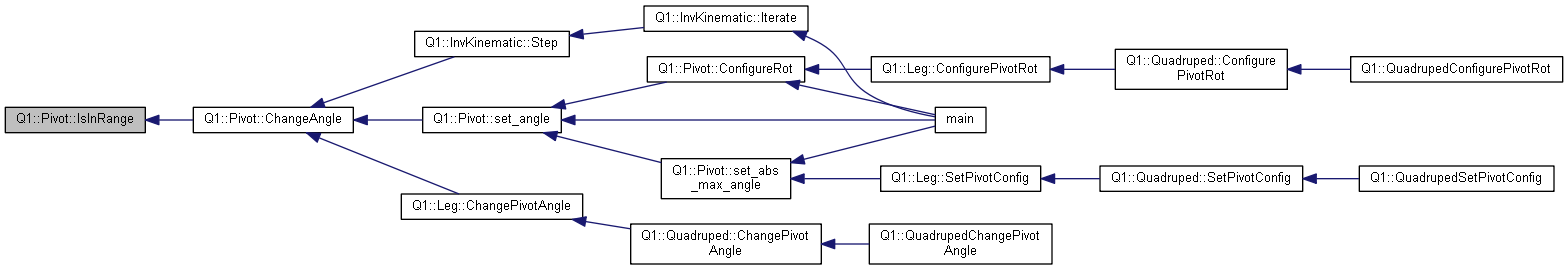 Q1::InvKinematic::Iterate
Q1::InvKinematic::Step
Q1::Pivot::ConfigureRot
Q1::Leg::ConfigurePivotRot
Q1::Quadruped::Configure
PivotRot
Q1::QuadrupedConfigurePivotRot
Q1::Pivot::IsInRange
Q1::Pivot::ChangeAngle
Q1::Pivot::set_angle
main
Q1::Pivot::set_abs
_max_angle
Q1::Leg::SetPivotConfig
Q1::Quadruped::SetPivotConfig
Q1::QuadrupedSetPivotConfig
Q1::Leg::ChangePivotAngle
Q1::Quadruped::ChangePivot
Angle
Q1::QuadrupedChangePivot
Angle